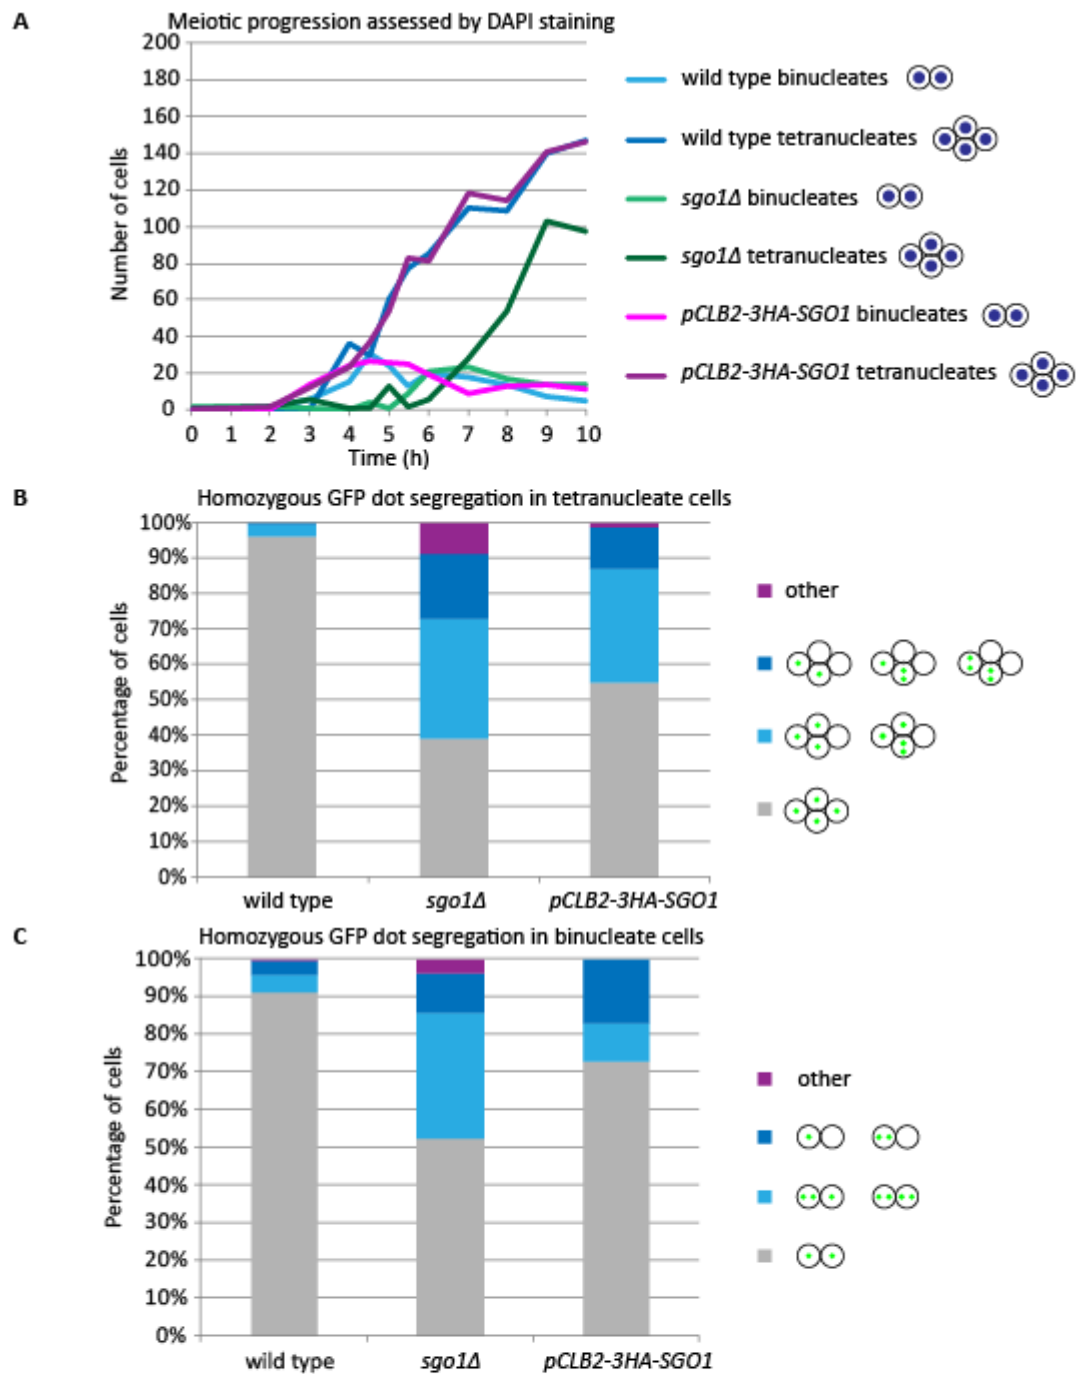 A
Meiotic progression assessed by DAPI staining
200
180
160
140
120
100
80
60
40
20
0
Number of cells
0 1 2 3 4 5 6 7 8 9 10
Time (h)
wild type binucleates
wild type tetranucleates
sgo1Δ binucleates
sgo1Δ tetranucleates
pCLB2-3HA-SGO1 binucleates
pCLB2-3HA-SGO1 tetranucleates
B
Homozygous GFP dot segregation in tetranucleate cells
100%
90%
80%
70%
60%
50%
40%
30%
20%
10%
0%
Percentage of cells
wild type sgo1Δ pCLB2-3HA-SGO1
other
C
Homozygous GFP dot segregation in binucleate cells
100%
90%
80%
70%
60%
50%
40%
30%
20%
10%
0%
Percentage of cells
wild type sgo1Δ pCLB2-3HA-SGO1
other